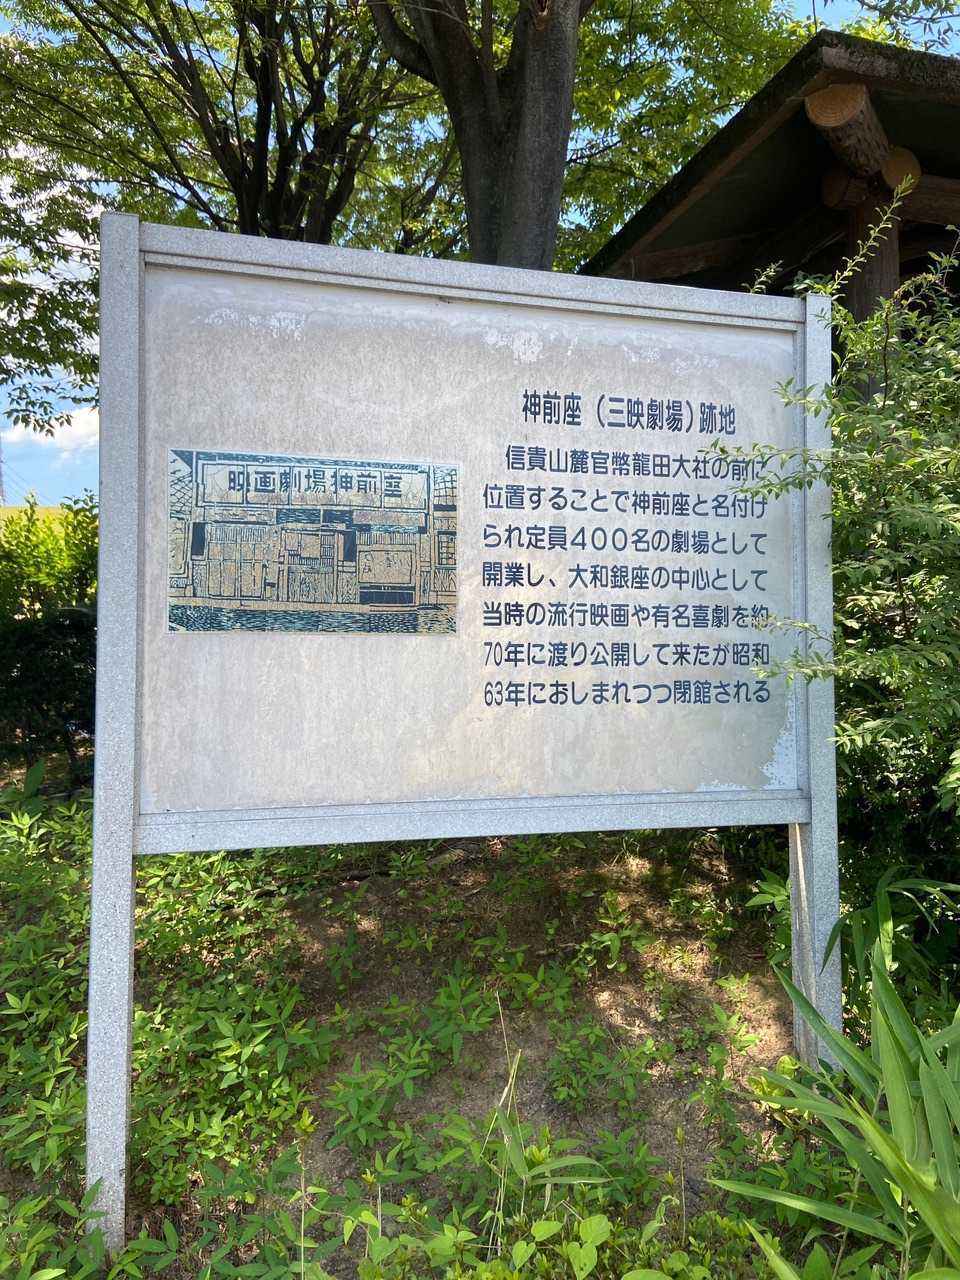 映画劇場神前座
神前座（三映劇場）跡地
信貴山麓官幣龍田大社の前に
位置することで神前座と名付け
られ定員４００名の劇場として
開業し、大和銀座の中心として
当時の流行映画や有名喜劇を約
70年に渡り公開して来たが昭和
63年におしまれつつ閉館される